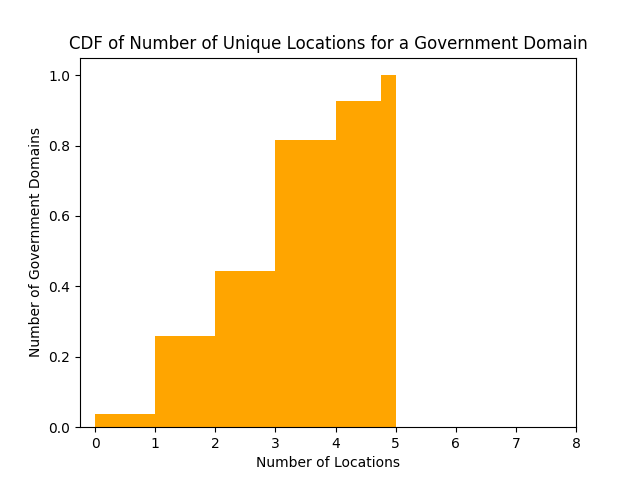 CDF of Number of Unique Locations for a Government Domain
1.0
0.8
0.6
0.4
0.2
0.0
Number of Government Domains
0 1 2 3 4 5 6 7 8
Number of Locations